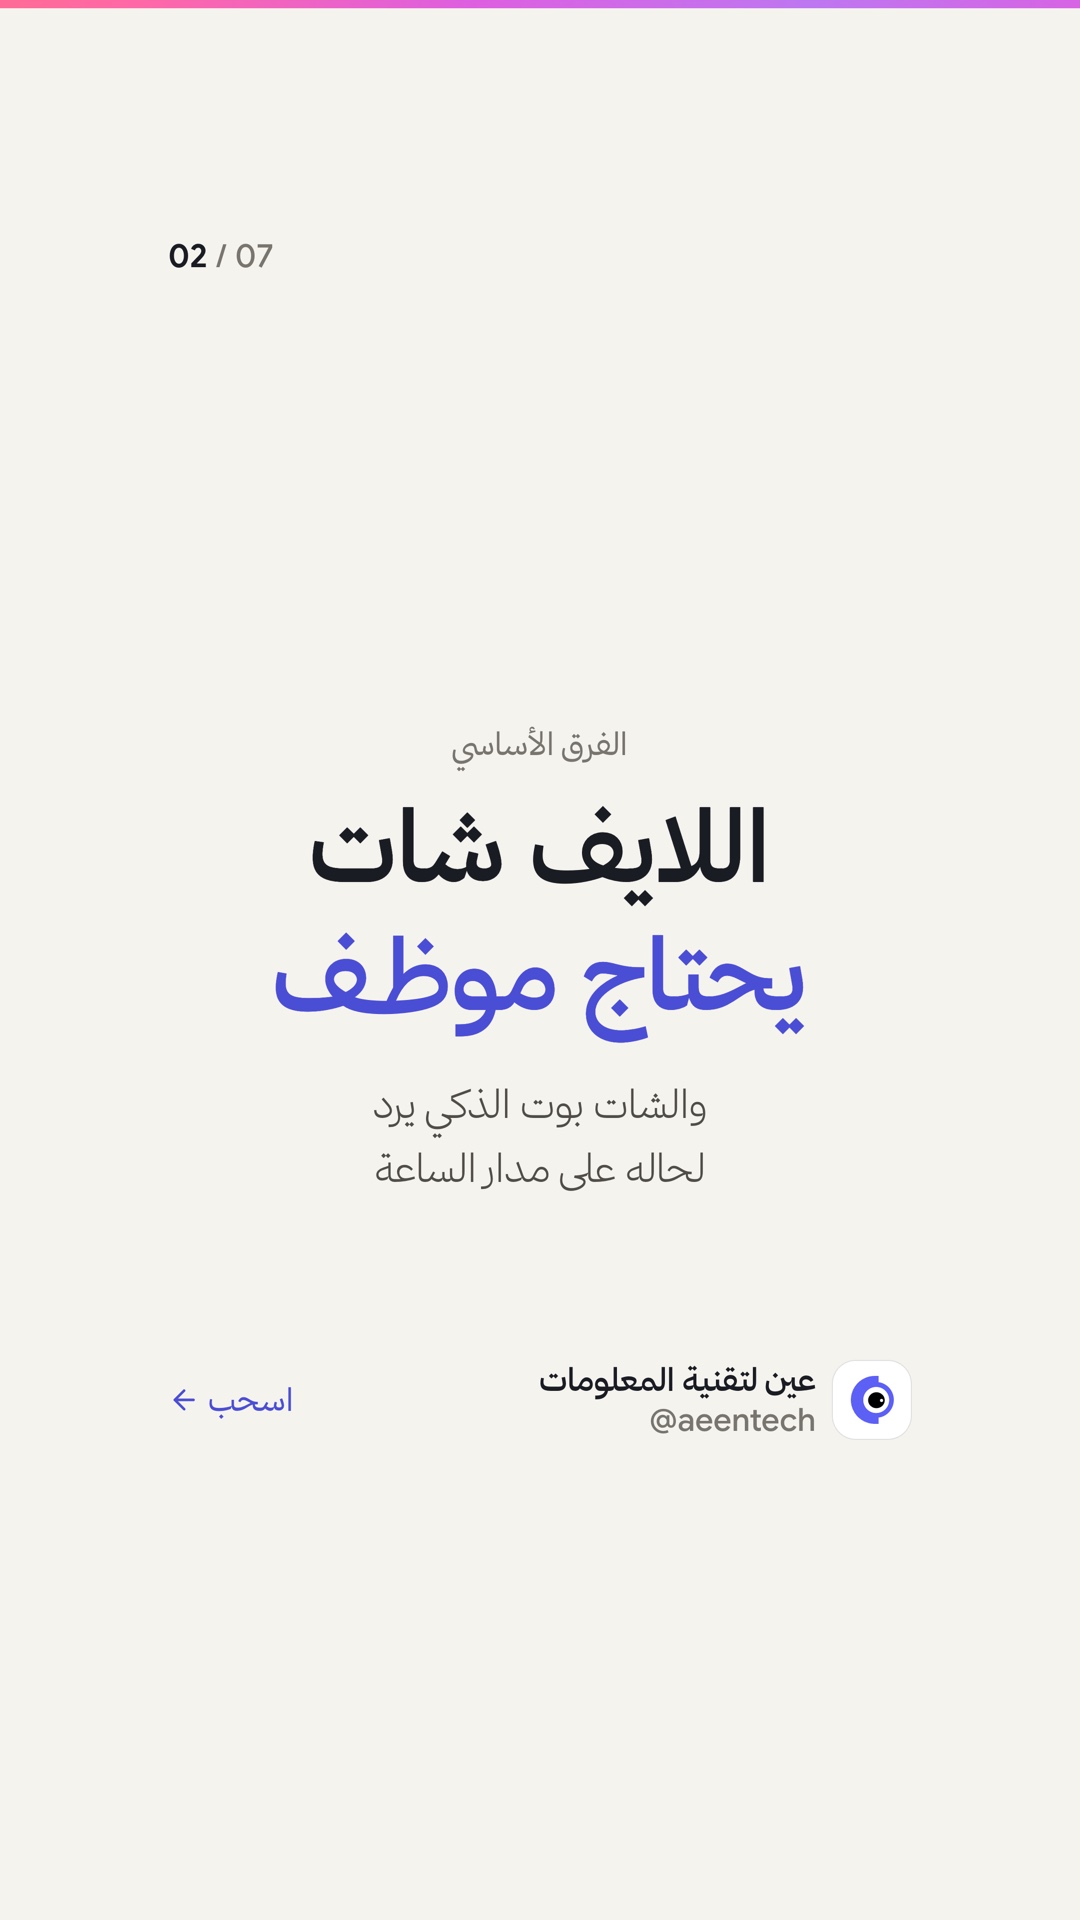 02 / 07
الفرق الأساسي
اللايف شات
يحتاج موظف
والشات بوت الذكي يرد
لحاله على مدار الساعة
عين لتقنية المعلومات
@aeentech
اسحب ←